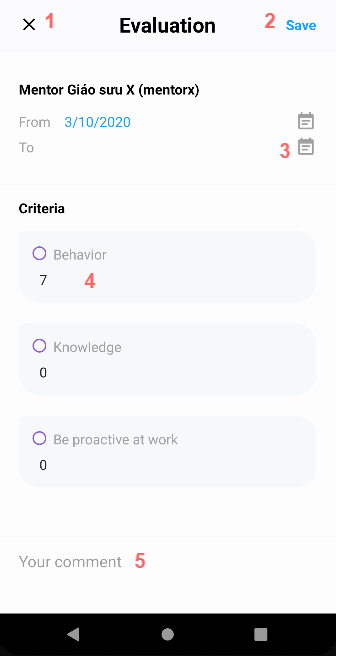 1 Evaluation 2 Save
Mentor Giáo sưu X (mentorx)
From 3/10/2020
To 3
Criteria
Behavior
7 4
Knowledge
0
Be proactive at work
0
Your comment 5